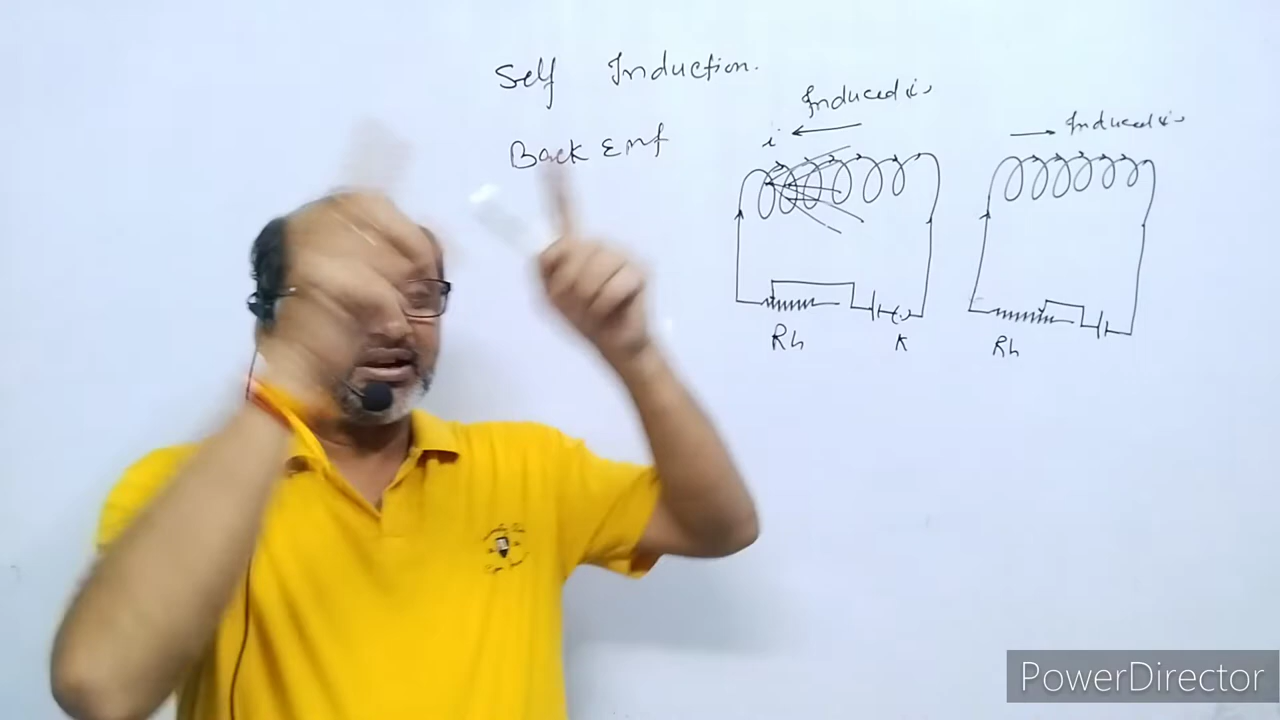 Self Induction.
Back Emf
Induced i
i
Induced i
Rh
K
Rh
PowerDirector